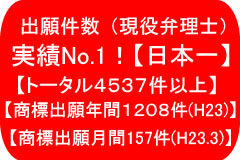 出願件数（現役弁理士）
実績No.1！【日本一】
【トータル４５３７件以上】
【商標出願年間１２０８件(H23)】
【商標出願月間157件(H23.3)】